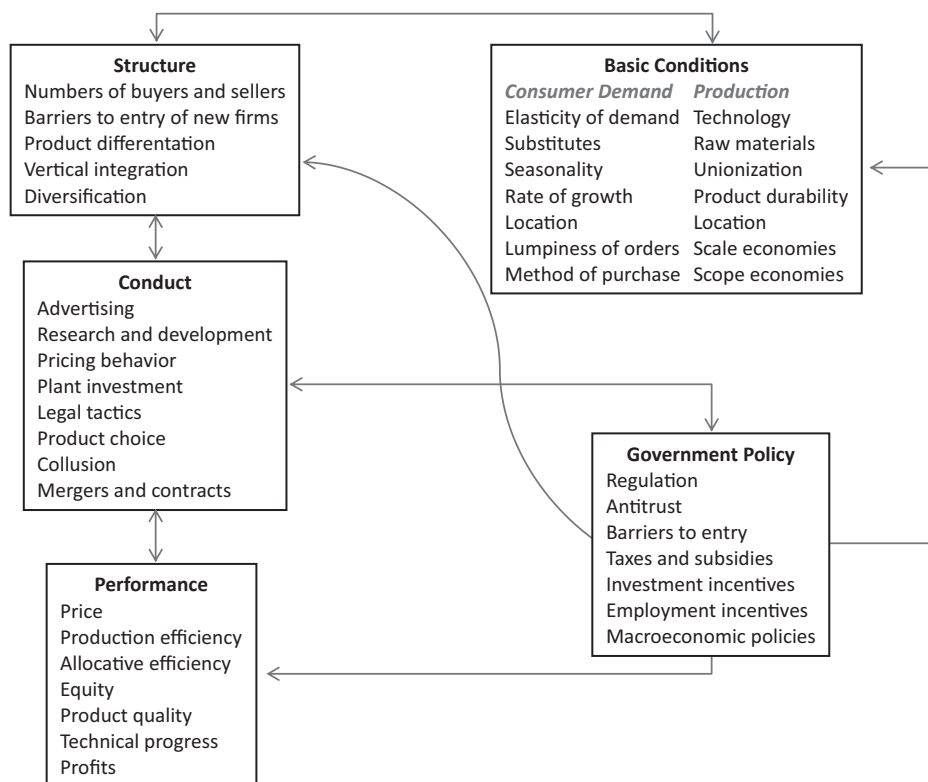 Structure
Numbers of buyers and sellers
Barriers to entry of new firms
Product differentation
Vertical integration
Diversification
Basic Conditions
Consumer Demand Production
Elasticity of demand Technology
Substitutes Raw materials
Seasonality Unionization
Rate of growth Product durability
Location Location
Lumpiness of orders Scale economies
Method of purchase Scope economies
Conduct
Advertising
Research and development
Pricing behavior
Plant investment
Legal tactics
Product choice
Collusion
Mergers and contracts
Government Policy
Regulation
Antitrust
Barriers to entry
Taxes and subsidies
Investment incentives
Employment incentives
Macroeconomic policies
Performance
Price
Production efficiency
Allocative efficiency
Equity
Product quality
Technical progress
Profits